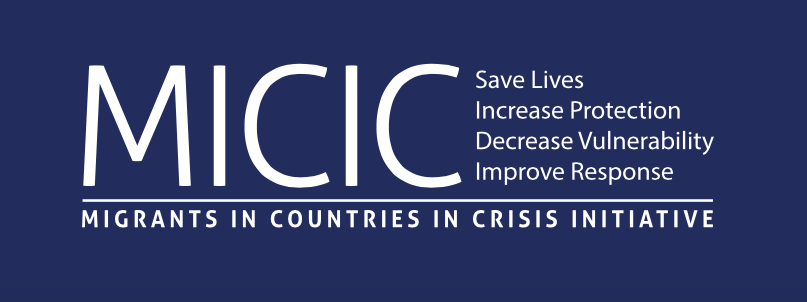 MICIC
Save Lives
Increase Protection
Decrease Vulnerability
Improve Response
MIGRANTS IN COUNTRIES IN CRISIS INITIATIVE